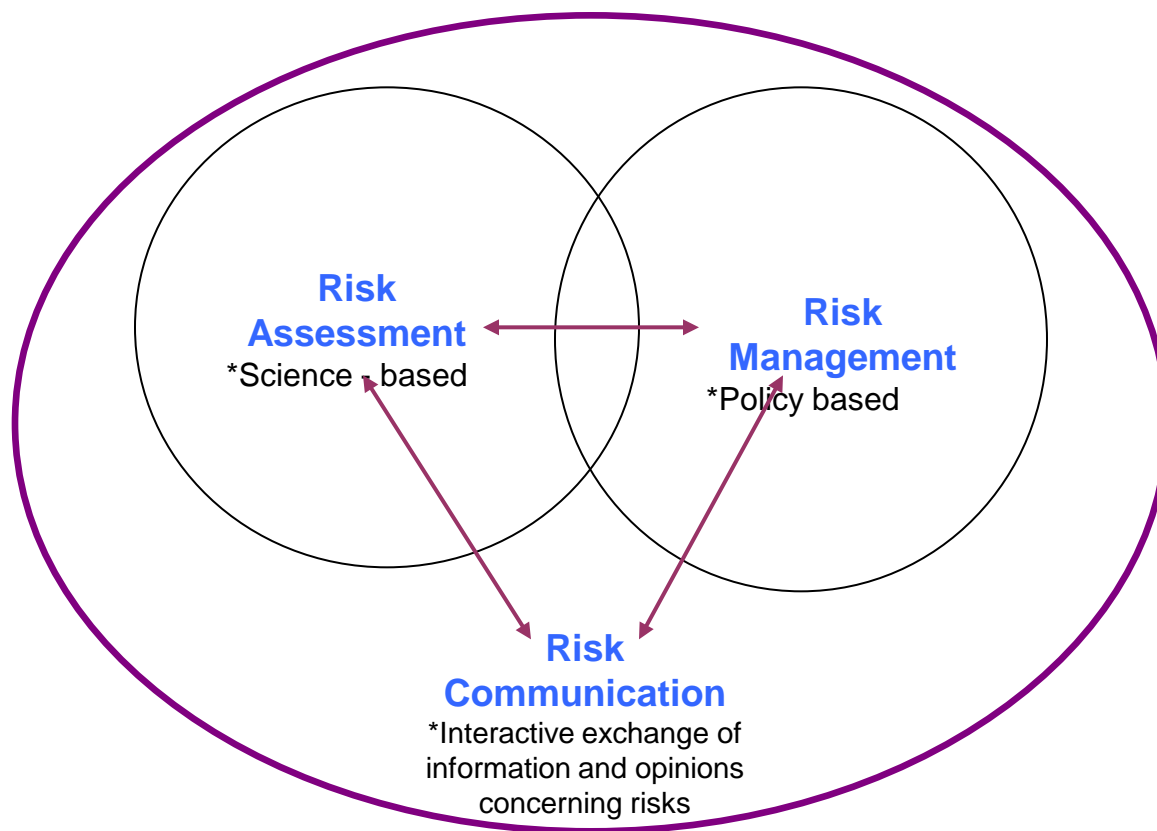 Risk
Assessment
*Science - based
Risk
Management
*Policy based
Risk
Communication
*Interactive exchange of
information and opinions
concerning risks